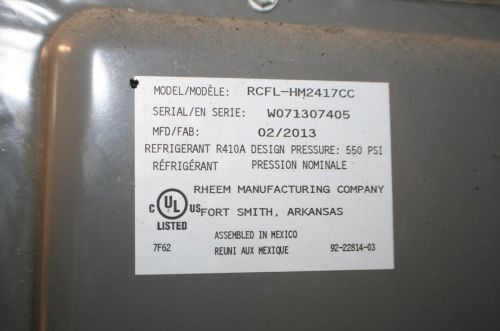 MODEL/MODÈLE: RCFL-HM2417CC
SERIAL/EN SERIE: W071307405
MFD/FAB: 02/2013
REFRIGERANT R410A DESIGN PRESSURE: 550 PSI
RÉFRIGÉRANT PRESSION NOMINALE
RHEEM MANUFACTURING COMPANY
FORT SMITH, ARKANSAS
C UL US
LISTED
ASSEMBLED IN MEXICO
7F62 REUNI AUX MEXIQUE 92-22814-03